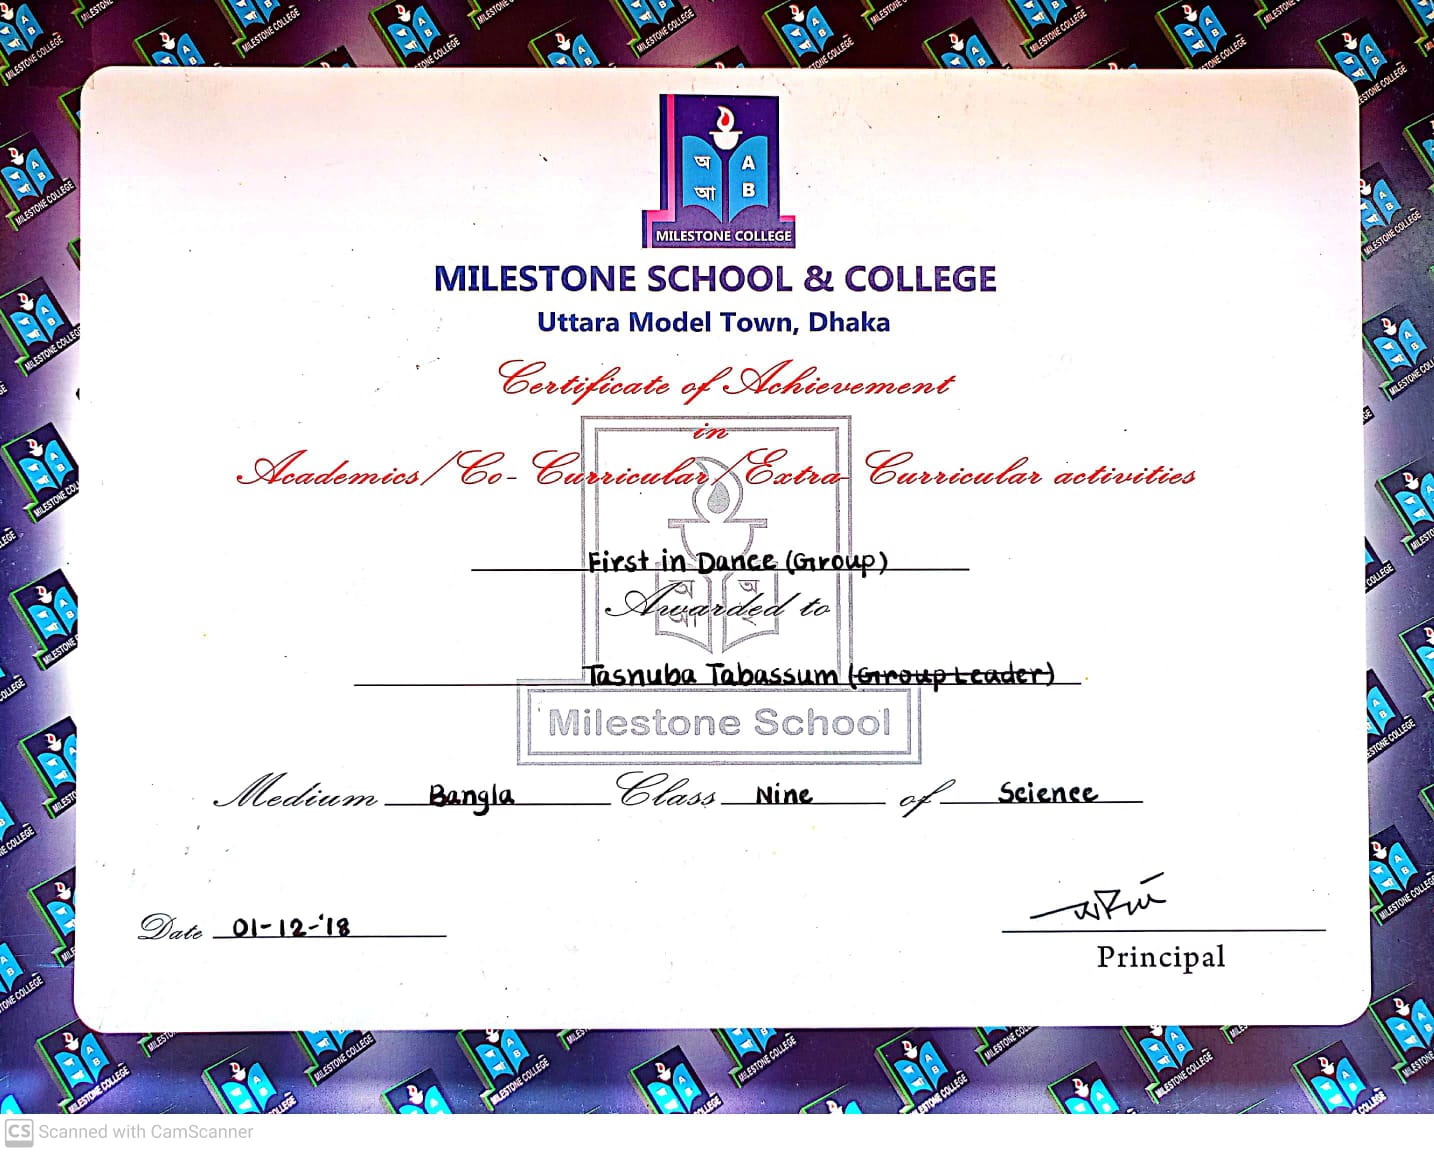 অ A
আ B
MILESTONE COLLEGE
MILESTONE SCHOOL & COLLEGE
Uttara Model Town, Dhaka
Certificate of Achievement
in
Academics/Co-Curricular/Extra-Curricular activities
First in Dance (Group)
Awarded to
Tasnuba Tabassum (Group Leader)
Milestone School
Medium Bangla Class Nine of Science
Date 01-12-'18
Principal
CS Scanned with CamScanner